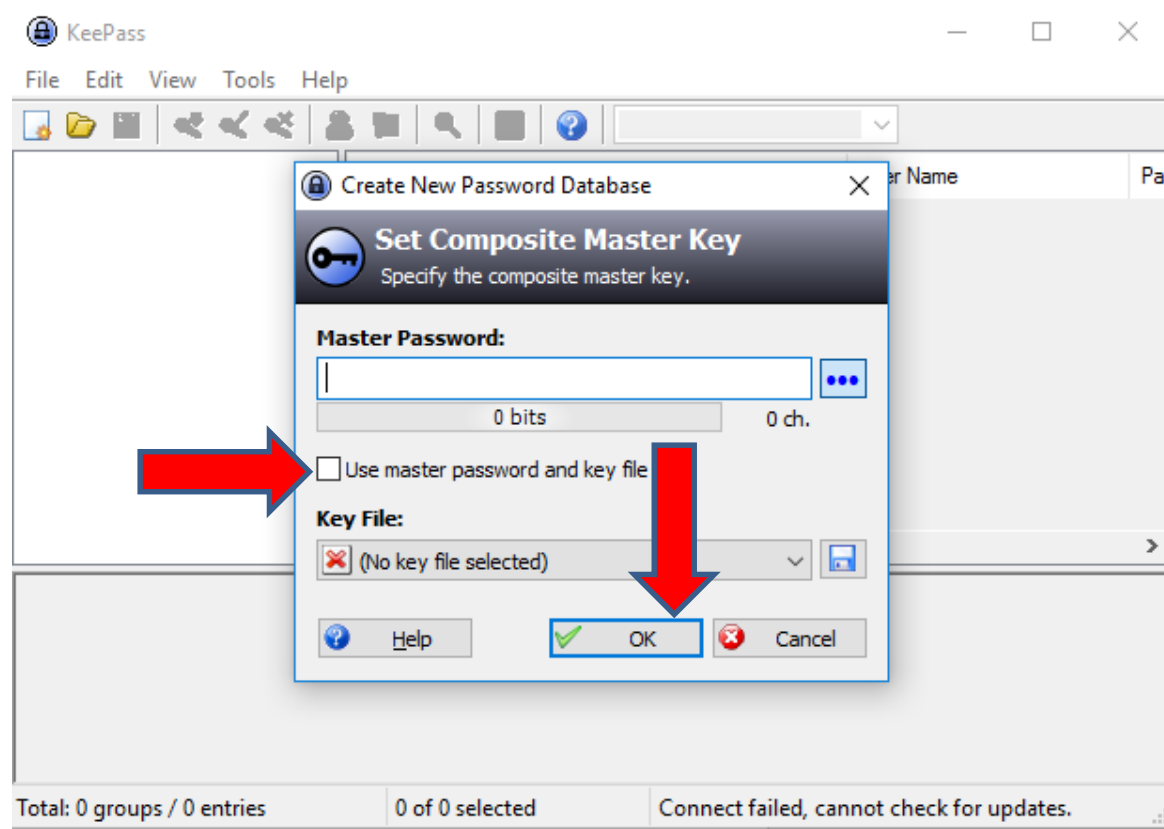 KeePass
File Edit View Tools Help
er Name Pa
Create New Password Database
Set Composite Master Key
Specify the composite master key.
Master Password:
0 bits 0 ch.
Use master password and key file
Key File:
(No key file selected)
Help OK Cancel
Total: 0 groups / 0 entries 0 of 0 selected Connect failed, cannot check for updates.